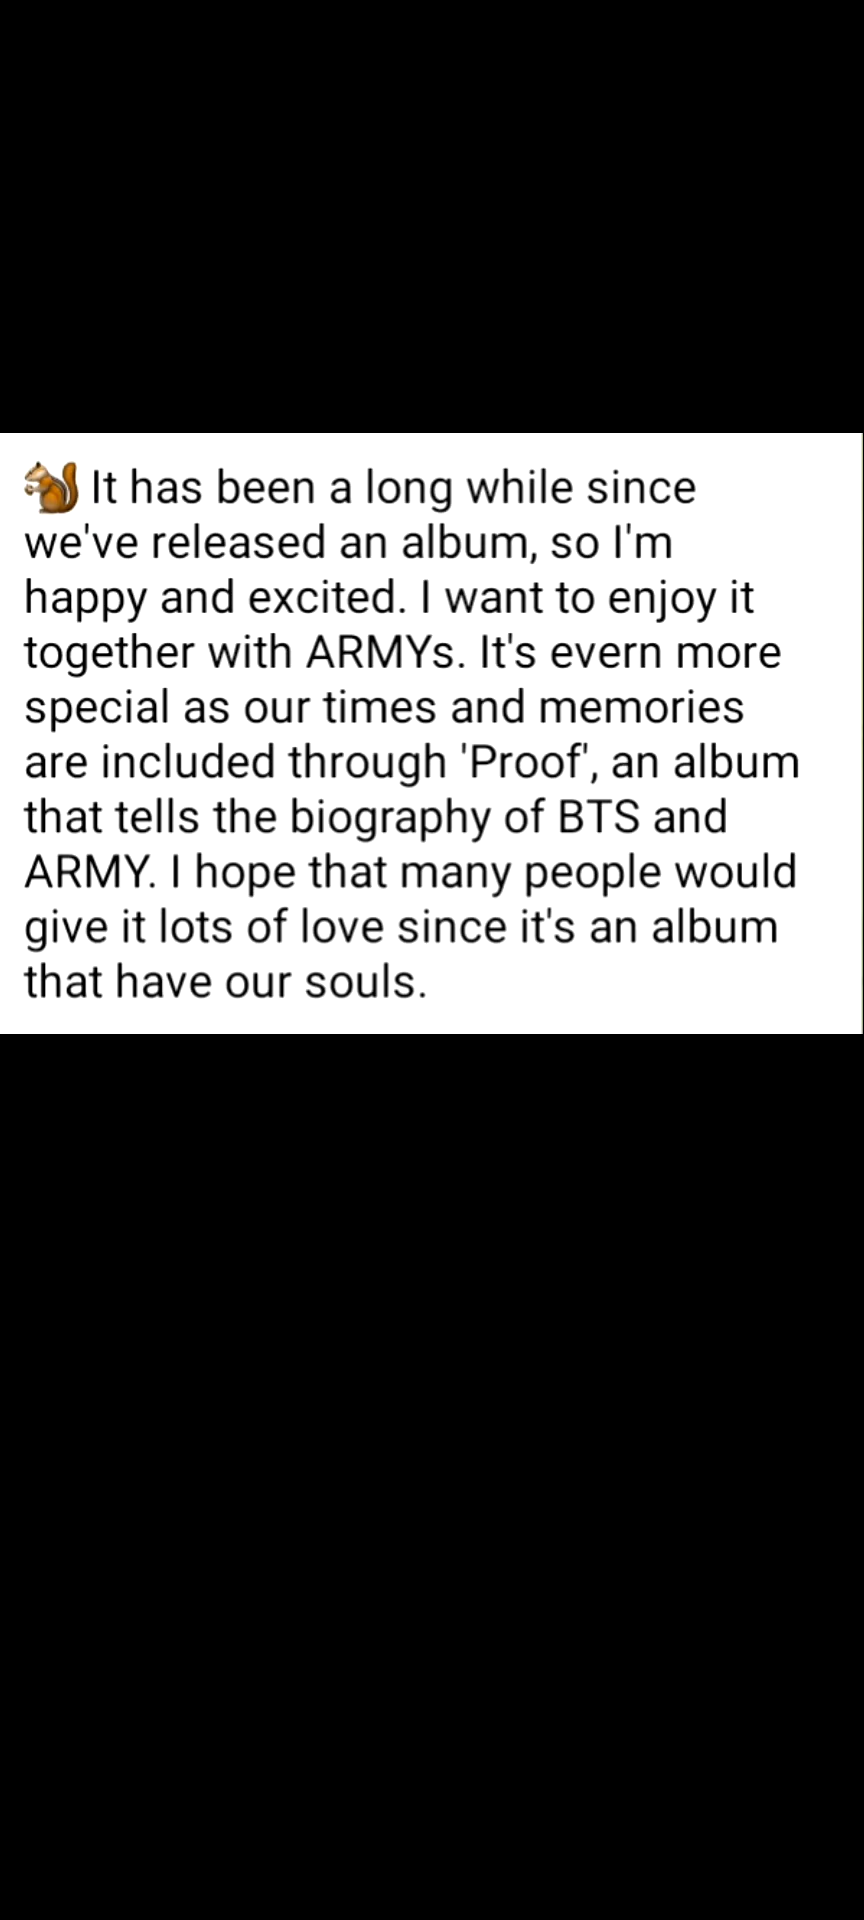 🐿️ It has been a long while since
we've released an album, so I'm
happy and excited. I want to enjoy it
together with ARMYs. It's evern more
special as our times and memories
are included through 'Proof', an album
that tells the biography of BTS and
ARMY. I hope that many people would
give it lots of love since it's an album
that have our souls.